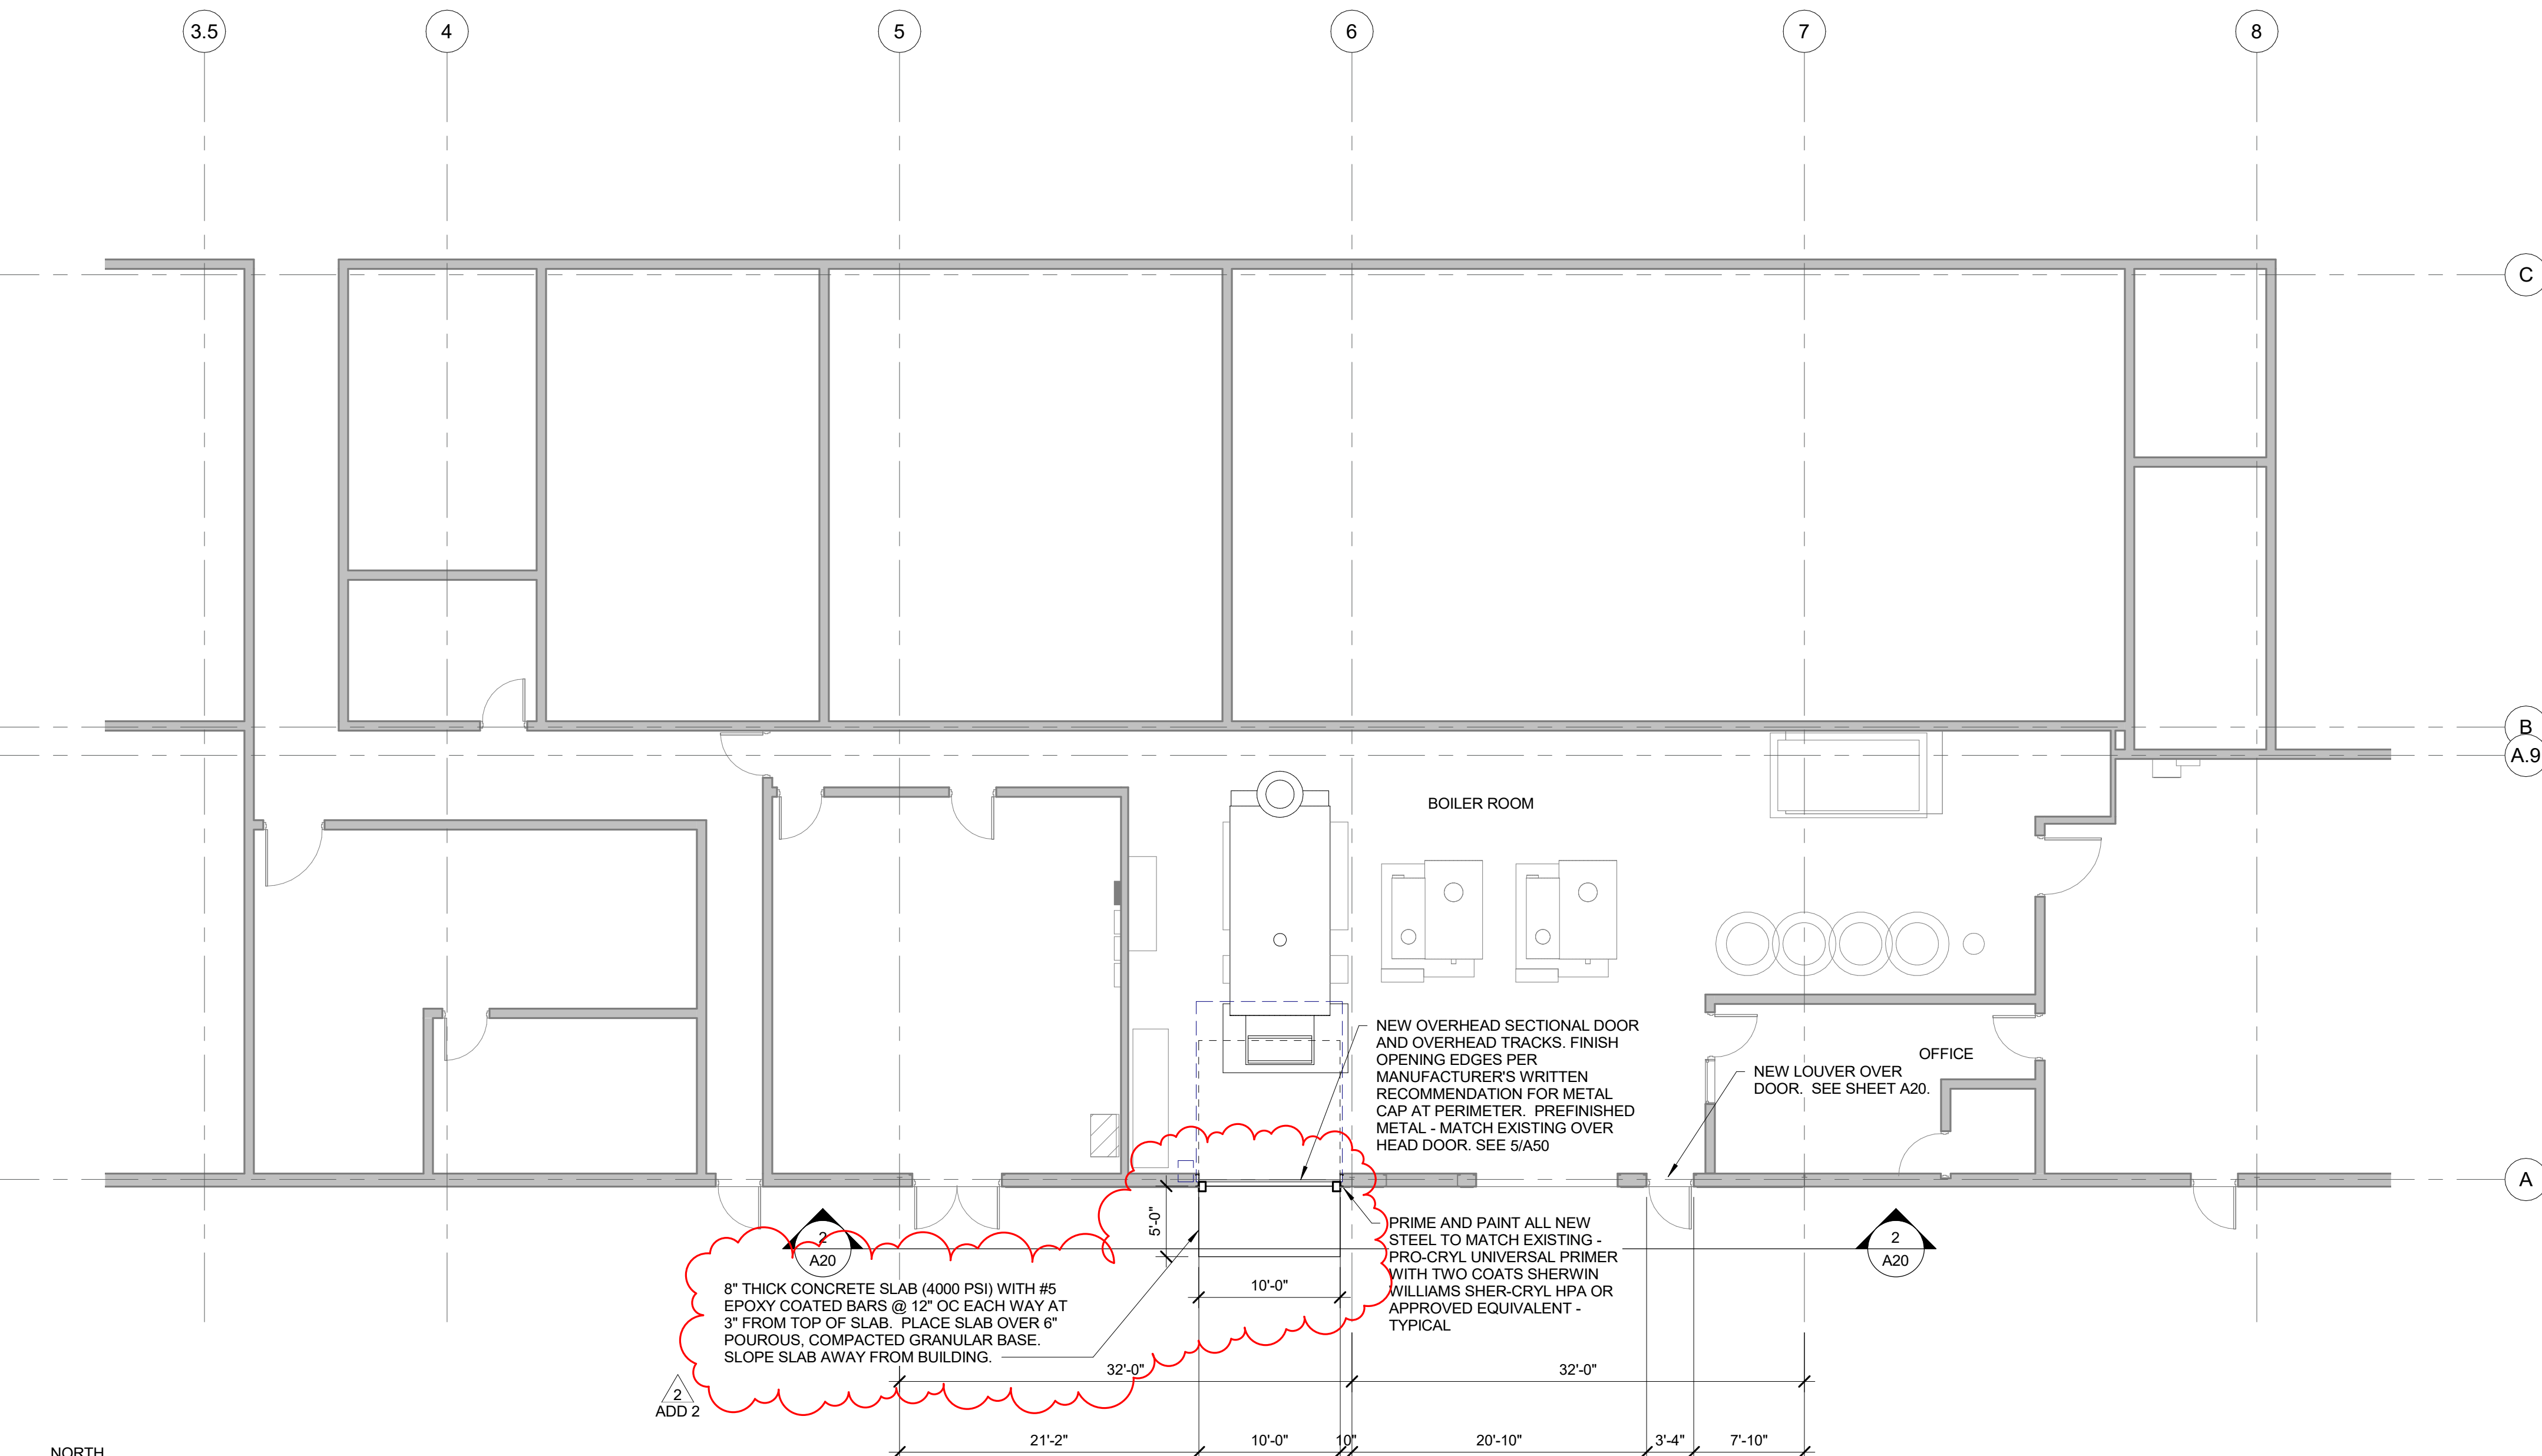 3.5
4
5
6
7
8
C
B
A.9
BOILER ROOM
NEW OVERHEAD SECTIONAL DOOR
AND OVERHEAD TRACKS. FINISH
OPENING EDGES PER
MANUFACTURER'S WRITTEN
RECOMMENDATION FOR METAL
CAP AT PERIMETER.  PREFINISHED
METAL - MATCH EXISTING OVER
HEAD DOOR. SEE 5/A50
OFFICE
NEW LOUVER OVER
DOOR.  SEE SHEET A20.
A
5'-0"
2
A20
PRIME AND PAINT ALL NEW
STEEL TO MATCH EXISTING -
PRO-CRYL UNIVERSAL PRIMER
WITH TWO COATS SHERWIN
WILLIAMS SHER-CRYL HPA OR
APPROVED EQUIVALENT -
TYPICAL
2
A20
8" THICK CONCRETE SLAB (4000 PSI) WITH #5
EPOXY COATED BARS @ 12" OC EACH WAY AT
3" FROM TOP OF SLAB.  PLACE SLAB OVER 6"
POUROUS, COMPACTED GRANULAR BASE.
SLOPE SLAB AWAY FROM BUILDING.
10'-0"
32'-0"
32'-0"
2
ADD 2
21'-2"
10'-0"
10"
20'-10"
3'-4"
7'-10"
NORTH